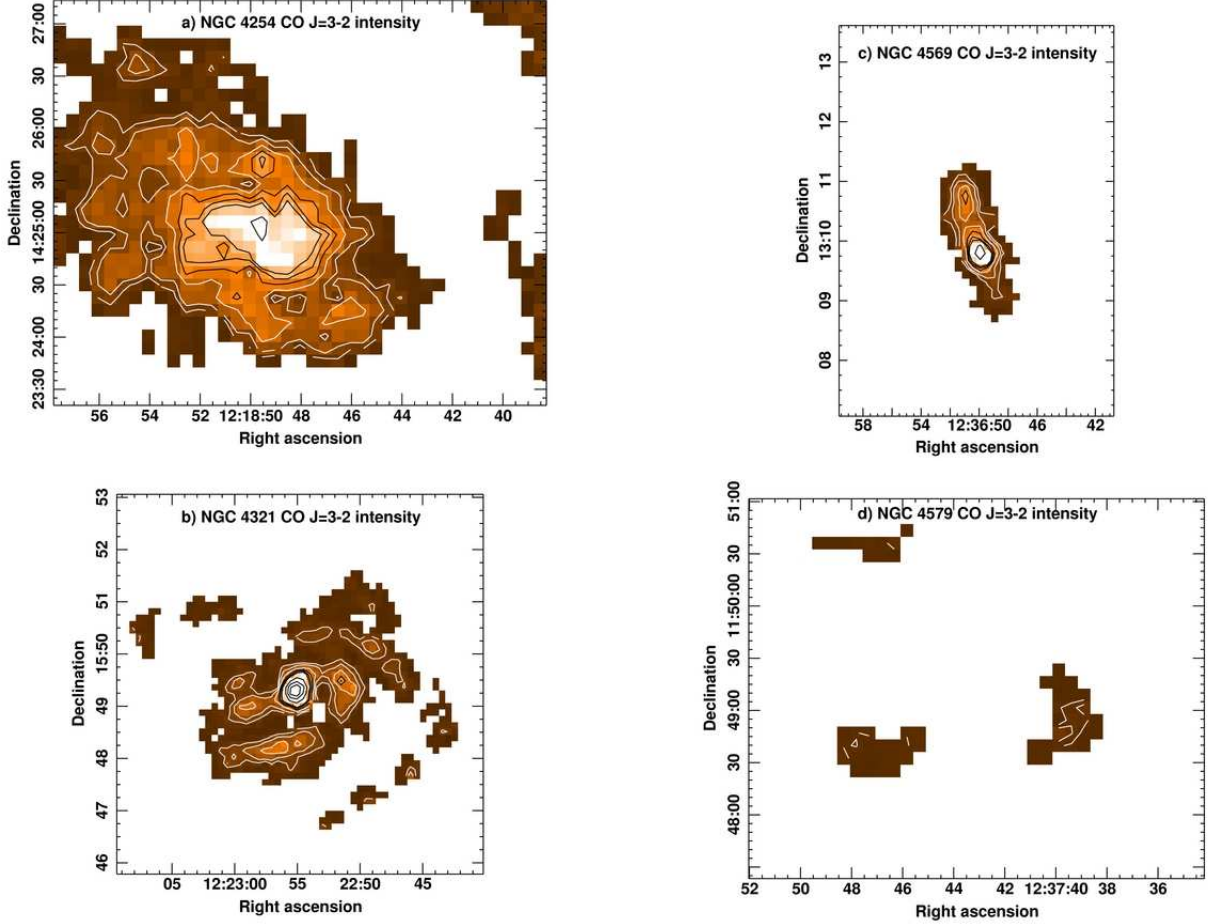 a) NGC 4254 CO J=3-2 intensity
27:00
30
26:00
30
14:25:00
30
24:00
23:30
Declination
56 54 52 12:18:50 48 46 44 42 40
Right ascension
c) NGC 4569 CO J=3-2 intensity
13
12
11
13:10
09
08
Declination
58 54 12:36:50 46 42
Right ascension
b) NGC 4321 CO J=3-2 intensity
53
52
51
15:50
49
48
47
46
Declination
05 12:23:00 55 22:50 45
Right ascension
d) NGC 4579 CO J=3-2 intensity
51:00
30
11:50:00
30
49:00
30
48:00
Declination
52 50 48 46 44 42 12:37:40 38 36
Right ascension